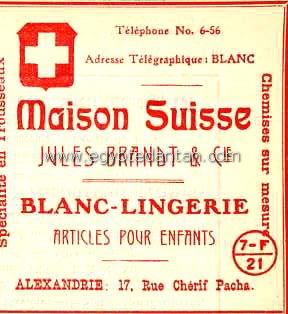 Téléphone No. 6-56
Adresse Télégraphique: BLANC
Maison Suisse
JULES BRANDT & Cie
www.egyptedantan.com
BLANC-LINGERIE
ARTICLES POUR ENFANTS
7-F
21
ALEXANDRIE: 17, Rue Chérif Pacha.
Spécialité en Trousseaux
Chemises sur mesure